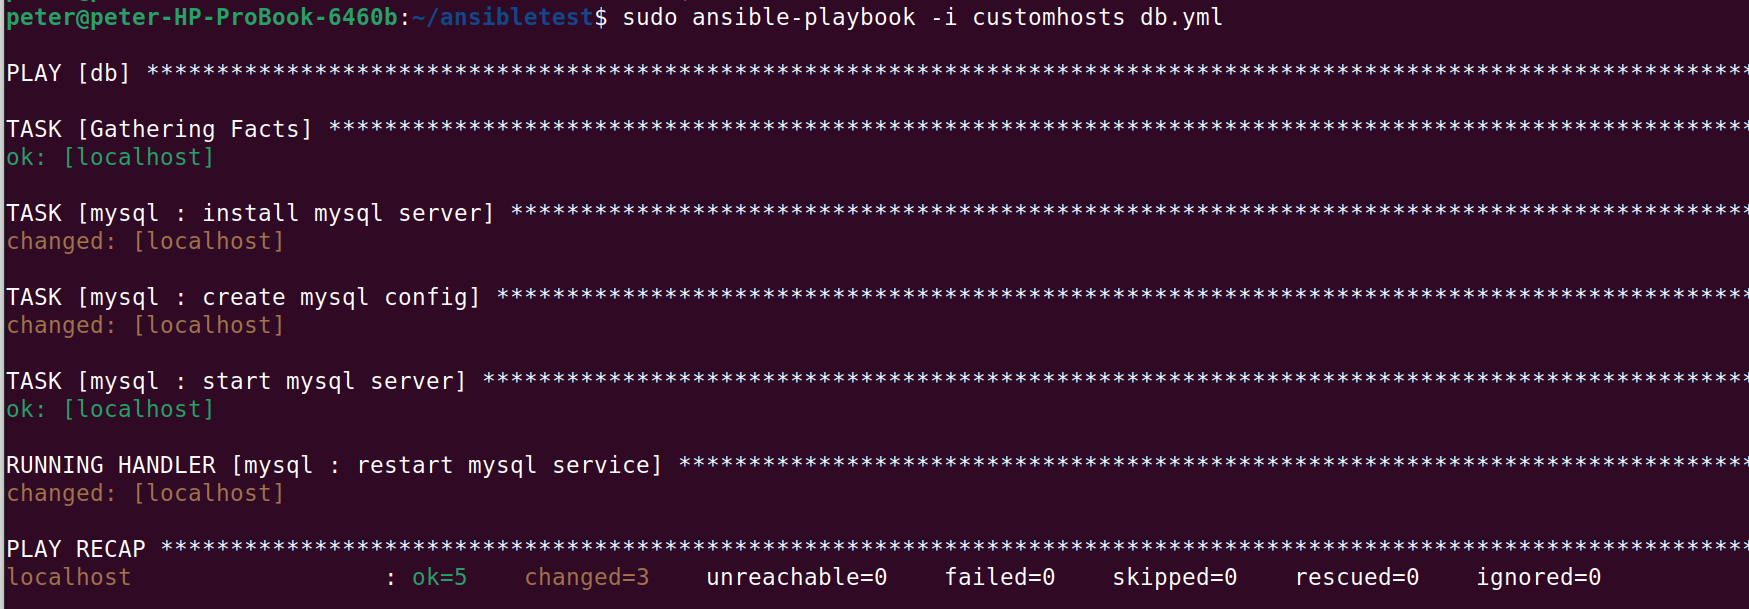 peter@peter-HP-ProBook-6460b:~/ansibletest$ sudo ansible-playbook -i customhosts db.yml
PLAY [db] ******************************************************************************************************************
TASK [Gathering Facts] *****************************************************************************************************
ok: [localhost]
TASK [mysql : install mysql server] ****************************************************************************************
changed: [localhost]
TASK [mysql : create mysql config] *****************************************************************************************
changed: [localhost]
TASK [mysql : start mysql server] ******************************************************************************************
ok: [localhost]
RUNNING HANDLER [mysql : restart mysql service] ****************************************************************************
changed: [localhost]
PLAY RECAP *****************************************************************************************************************
localhost                  : ok=5    changed=3    unreachable=0    failed=0    skipped=0    rescued=0    ignored=0